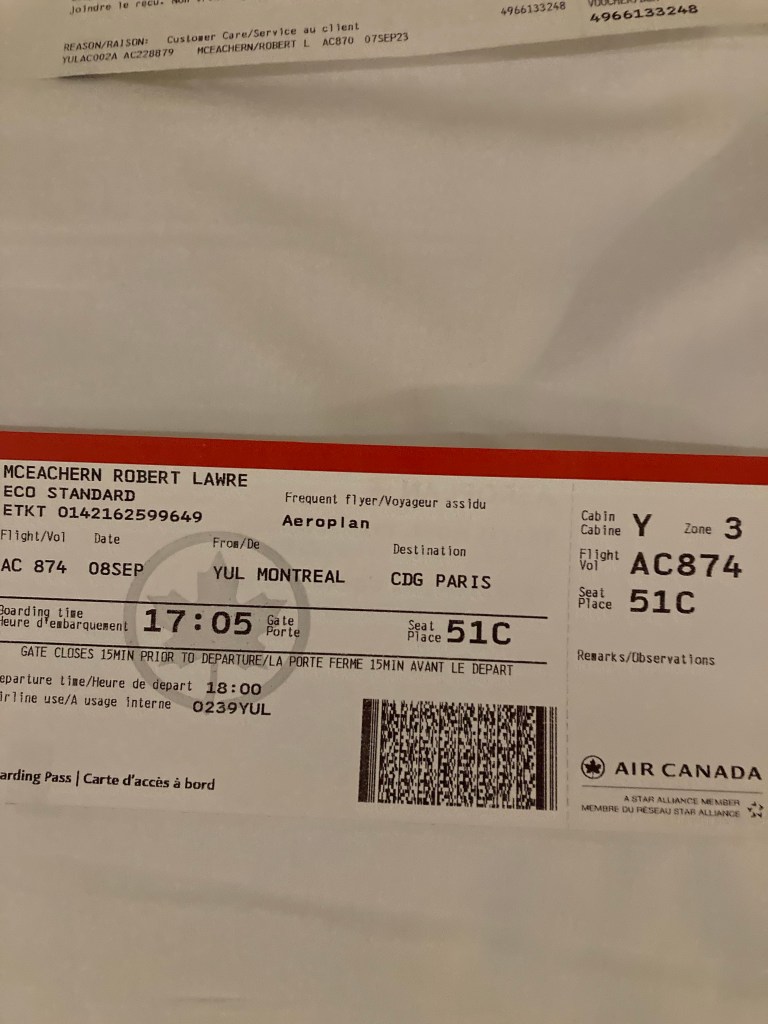 Joindre le recu.
4966133248
4966133248
REASON/RAISON: Customer Care/Service au client
YULAC002A AC228879 MCEACHERN/ROBERT L AC870 07SEP23
MCEACHERN ROBERT LAWRE
ECO STANDARD
ETKT 0142162599649
Frequent flyer/Voyageur assidu
Aeroplan
Flight/Vol Date From/De Destination
AC 874 08SEP YUL MONTREAL CDG PARIS
Boarding time
Heure d'embarquement 17:05 Gate
Porte
Seat
Place 51C
GATE CLOSES 15MIN PRIOR TO DEPARTURE/LA PORTE FERME 15MIN AVANT LE DEPART
eparture time/Heure de depart 18:00
irline use/A usage interne 0239YUL
arding Pass | Carte d'accès à bord
Cabin
Cabine Y Zone 3
Flight
Vol AC874
Seat
Place 51C
Remarks/Observations
AIR CANADA
A STAR ALLIANCE MEMBER
MEMBRE DU RÉSEAU STAR ALLIANCE